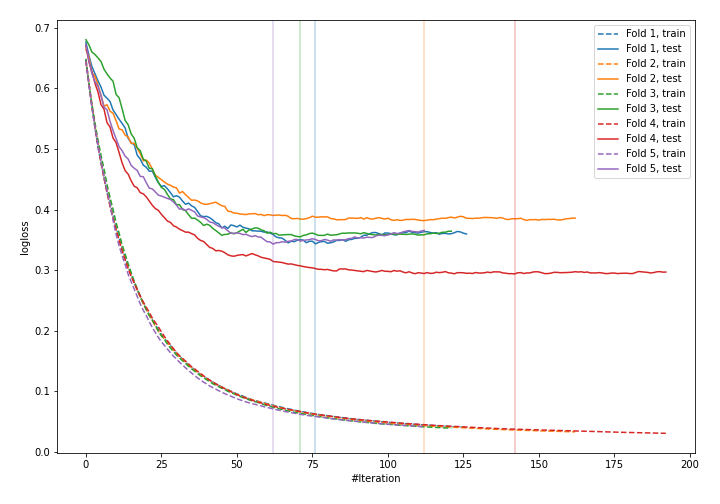 0.7
0.6
0.5
0.4
0.3
0.2
0.1
0.0
logloss
0
25
50
75
100
125
150
175
200
#Iteration
Fold 1, train
Fold 1, test
Fold 2, train
Fold 2, test
Fold 3, train
Fold 3, test
Fold 4, train
Fold 4, test
Fold 5, train
Fold 5, test